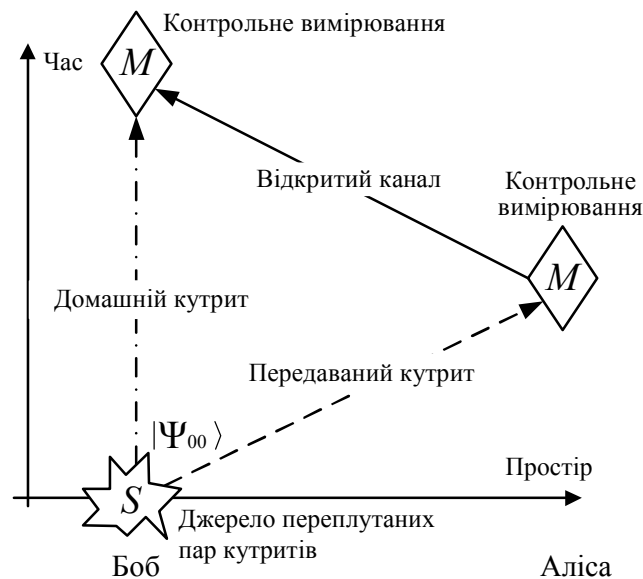 Контрольне вимірювання
Час
M
Відкритий канал
Контрольне
вимірювання
M
Домашній кутрит
Передаваний кутрит
|Ψ₀₀⟩
Простір
S
Джерело переплутаних
пар кутритів
Боб
Аліса